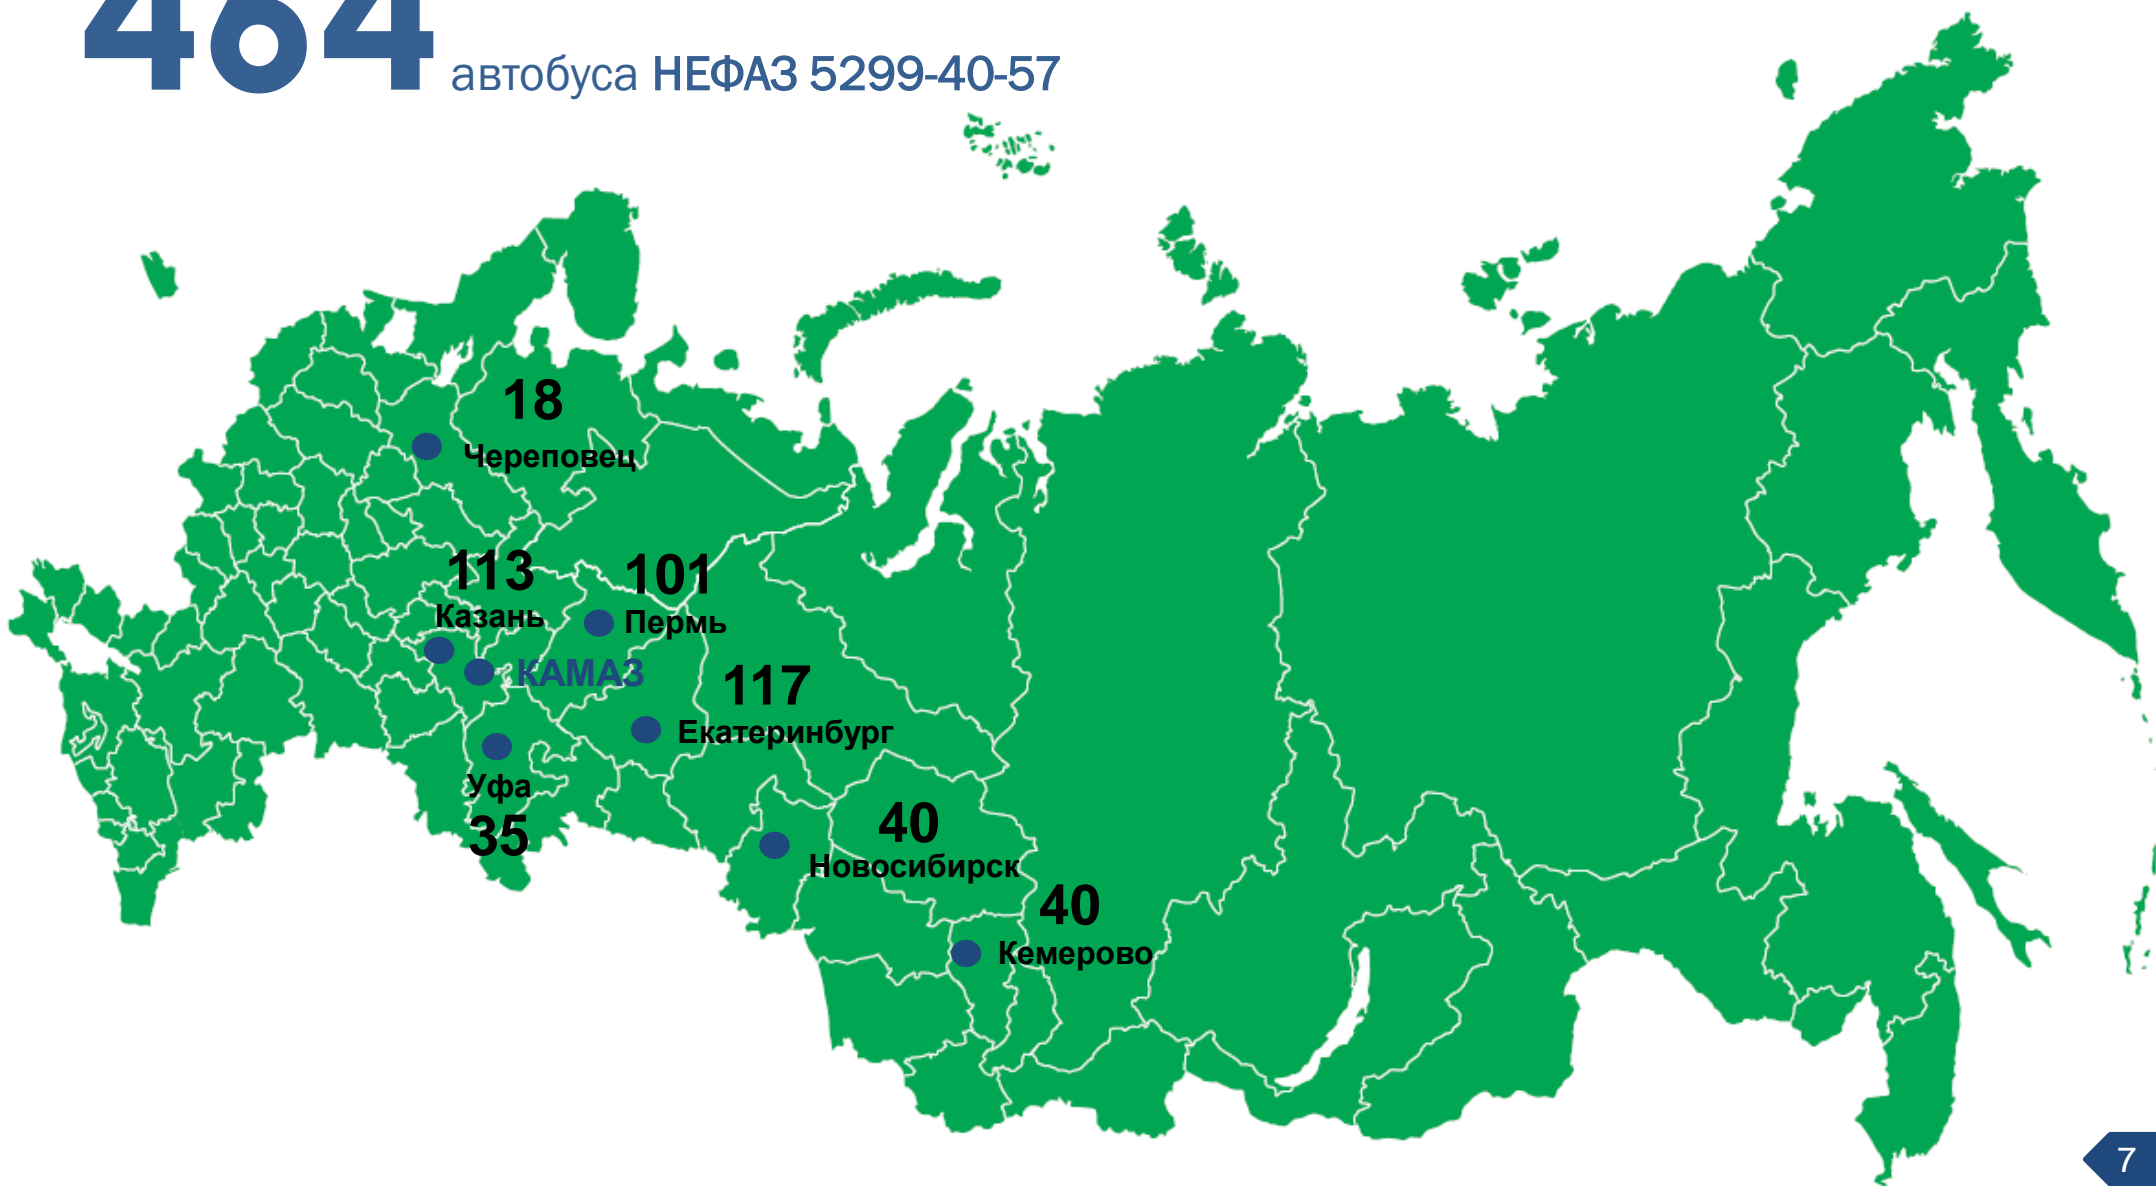 464 автобуса НЕФАЗ 5299-40-57
18
Череповец
113
Казань
101
Пермь
КАМАЗ
117
Екатеринбург
Уфа
35
40
Новосибирск
40
Кемерово
7